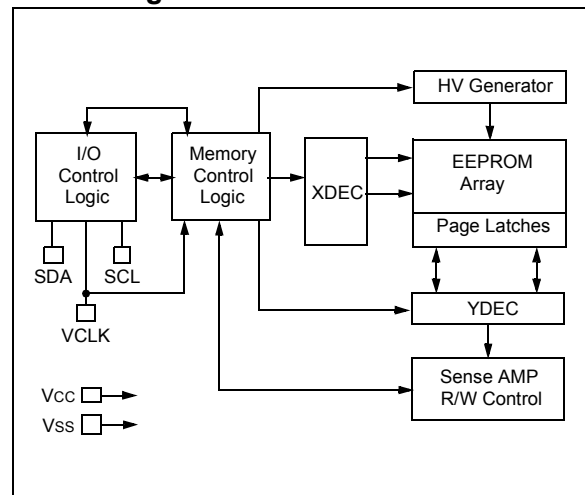 HV Generator
I/O
Control
Logic
Memory
Control
Logic
XDEC
EEPROM
Array
Page Latches
SDA
SCL
VCLK
YDEC
Sense AMP
R/W Control
VCC
VSS